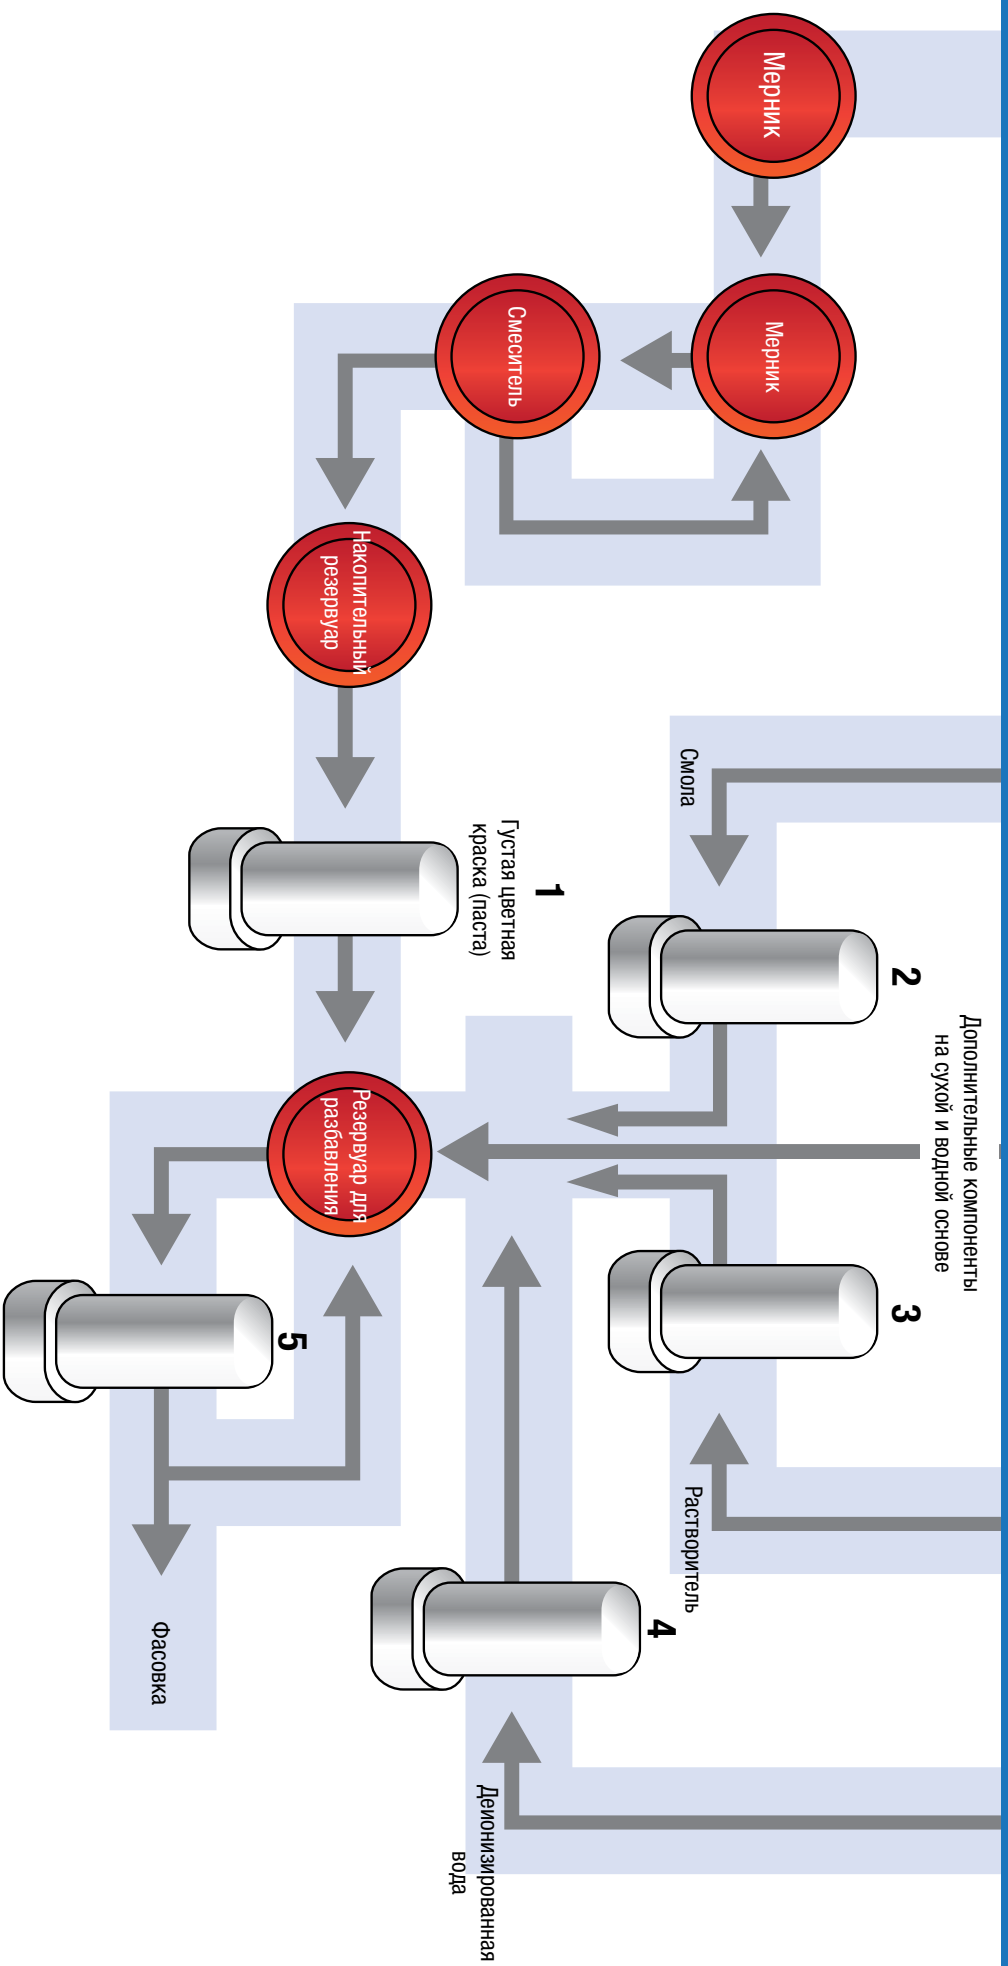 Мерник
Мерник
Смеситель
Накопительный
резервуар
Густая цветная
краска (паста)
1
Смола
2
Дополнительные компоненты
на сухой и водной основе
3
Растворитель
Резервуар для
разбавления
5
4
Фасовка
Деионизированная
вода